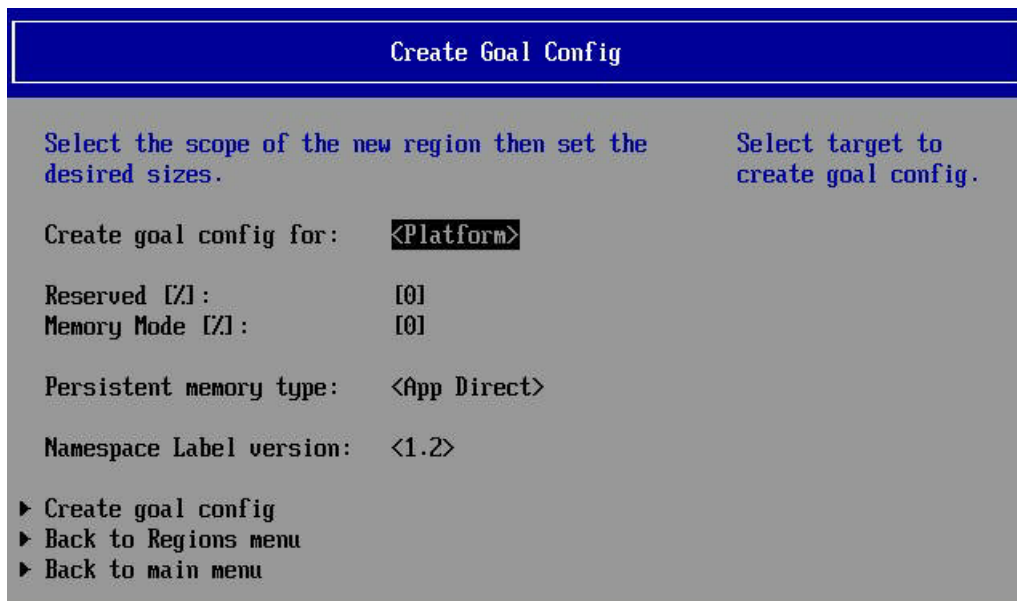 Create Goal Config
Select the scope of the new region then set the desired sizes.
Select target to create goal config.
Create goal config for: <Platform>
Reserved [%]: [0]
Memory Mode [%]: [0]
Persistent memory type: <App Direct>
Namespace Label version: <1.2>
▶ Create goal config
▶ Back to Regions menu
▶ Back to main menu